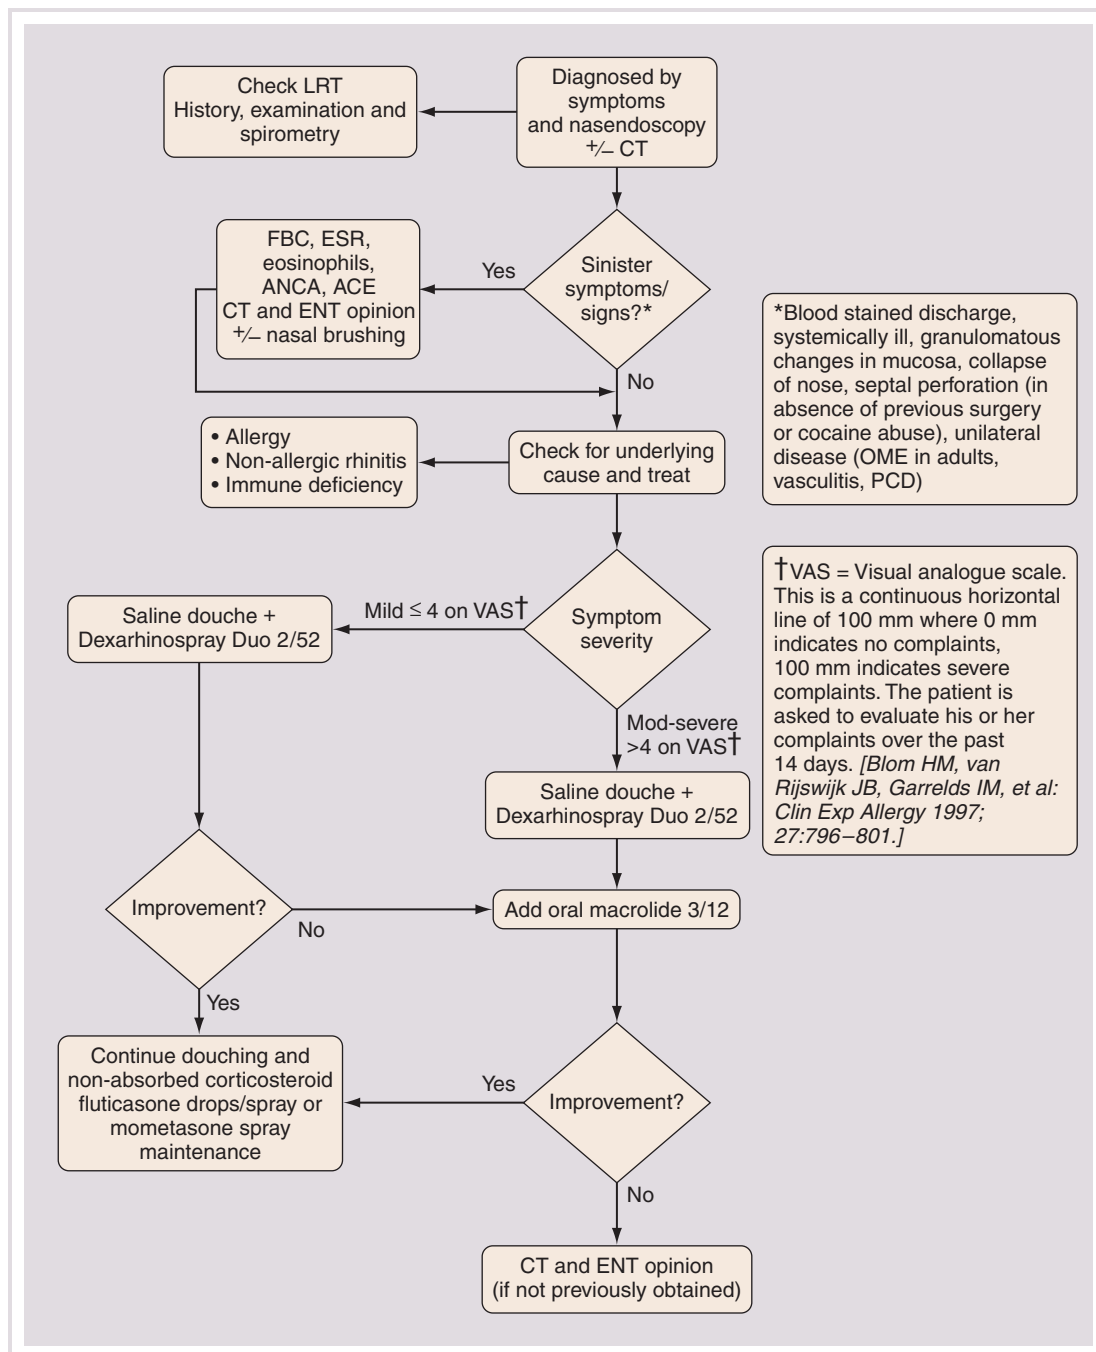 Check LRT
History, examination and
spirometry
Diagnosed by
symptoms
and nasendoscopy
+/– CT
FBC, ESR,
eosinophils,
ANCA, ACE
CT and ENT opinion
+/– nasal brushing
Yes
Sinister
symptoms/
signs?*
No
*Blood stained discharge,
systemically ill, granulomatous
changes in mucosa, collapse
of nose, septal perforation (in
absence of previous surgery
or cocaine abuse), unilateral
disease (OME in adults,
vasculitis, PCD)
• Allergy
• Non-allergic rhinitis
• Immune deficiency
Check for underlying
cause and treat
†VAS = Visual analogue scale.
This is a continuous horizontal
line of 100 mm where 0 mm
indicates no complaints,
100 mm indicates severe
complaints. The patient is
asked to evaluate his or her
complaints over the past
14 days. [Blom HM, van
Rijswijk JB, Garrelds IM, et al:
Clin Exp Allergy 1997;
27:796–801.]
Saline douche +
Dexarhinospray Duo 2/52
Mild ≤ 4 on VAS†
Symptom
severity
Mod-severe
>4 on VAS†
Saline douche +
Dexarhinospray Duo 2/52
Improvement?
No
Add oral macrolide 3/12
Yes
Continue douching and
non-absorbed corticosteroid
fluticasone drops/spray or
mometasone spray
maintenance
Yes
Improvement?
No
CT and ENT opinion
(if not previously obtained)